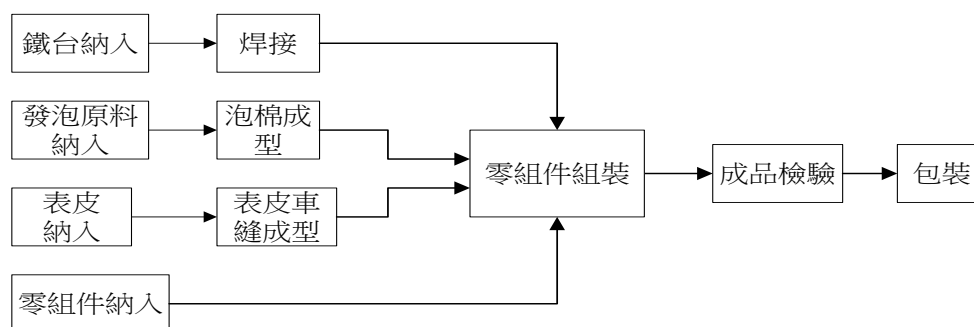 鐵台納入
焊接
發泡原料
納入
泡棉成
型
表皮
納入
表皮車
縫成型
零組件納入
零組件組裝
成品檢驗
包裝